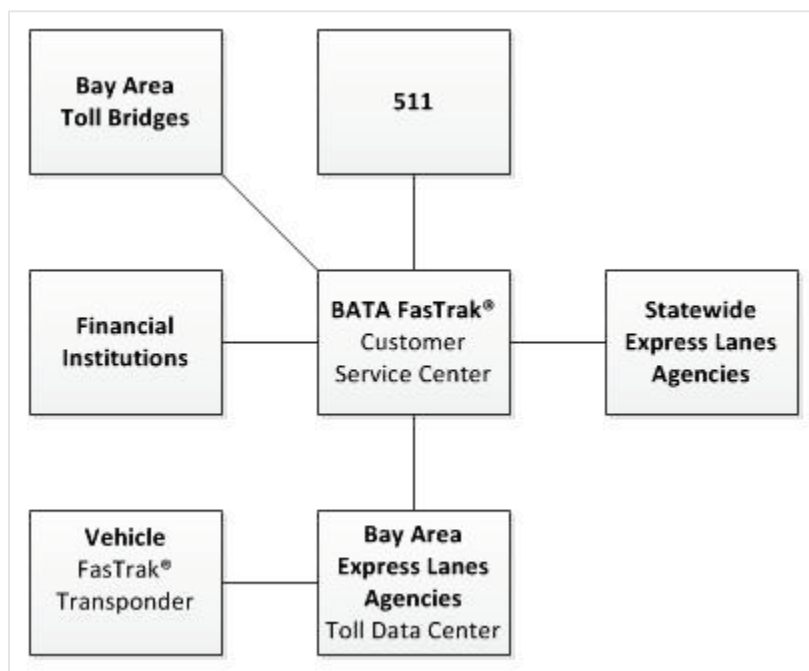 Bay Area
Toll Bridges
511
Financial
Institutions
BATA FasTrak®
Customer
Service Center
Statewide
Express Lanes
Agencies
Vehicle
FasTrak®
Transponder
Bay Area
Express Lanes
Agencies
Toll Data Center